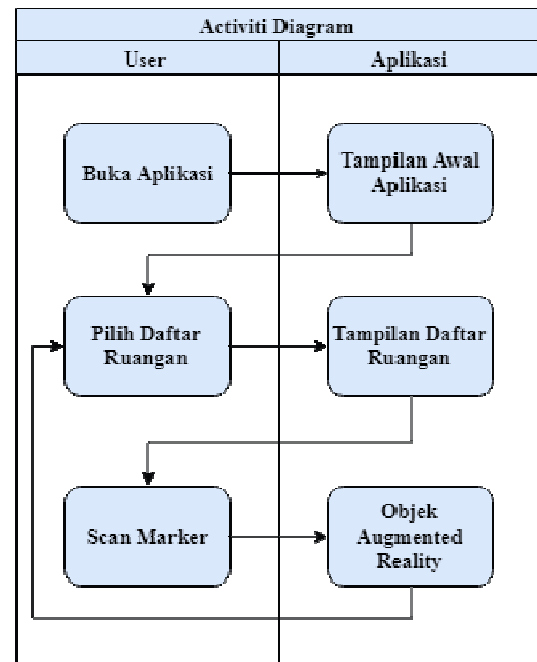 Activiti Diagram
User
Aplikasi
Buka Aplikasi
Tampilan Awal
Aplikasi
Pilih Daftar
Ruangan
Tampilan Daftar
Ruangan
Scan Marker
Objek
Augmented
Reality